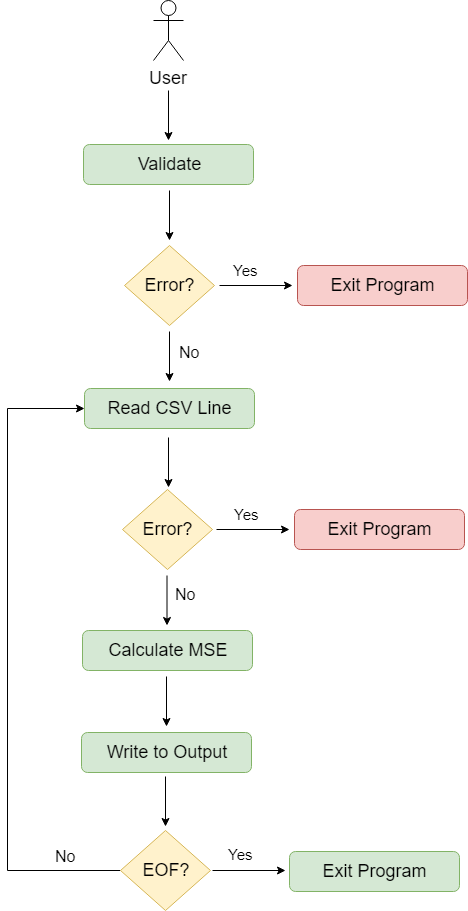 User
Validate
Error?
Yes
Exit Program
No
Read CSV Line
Error?
Yes
Exit Program
No
Calculate MSE
Write to Output
No
EOF?
Yes
Exit Program